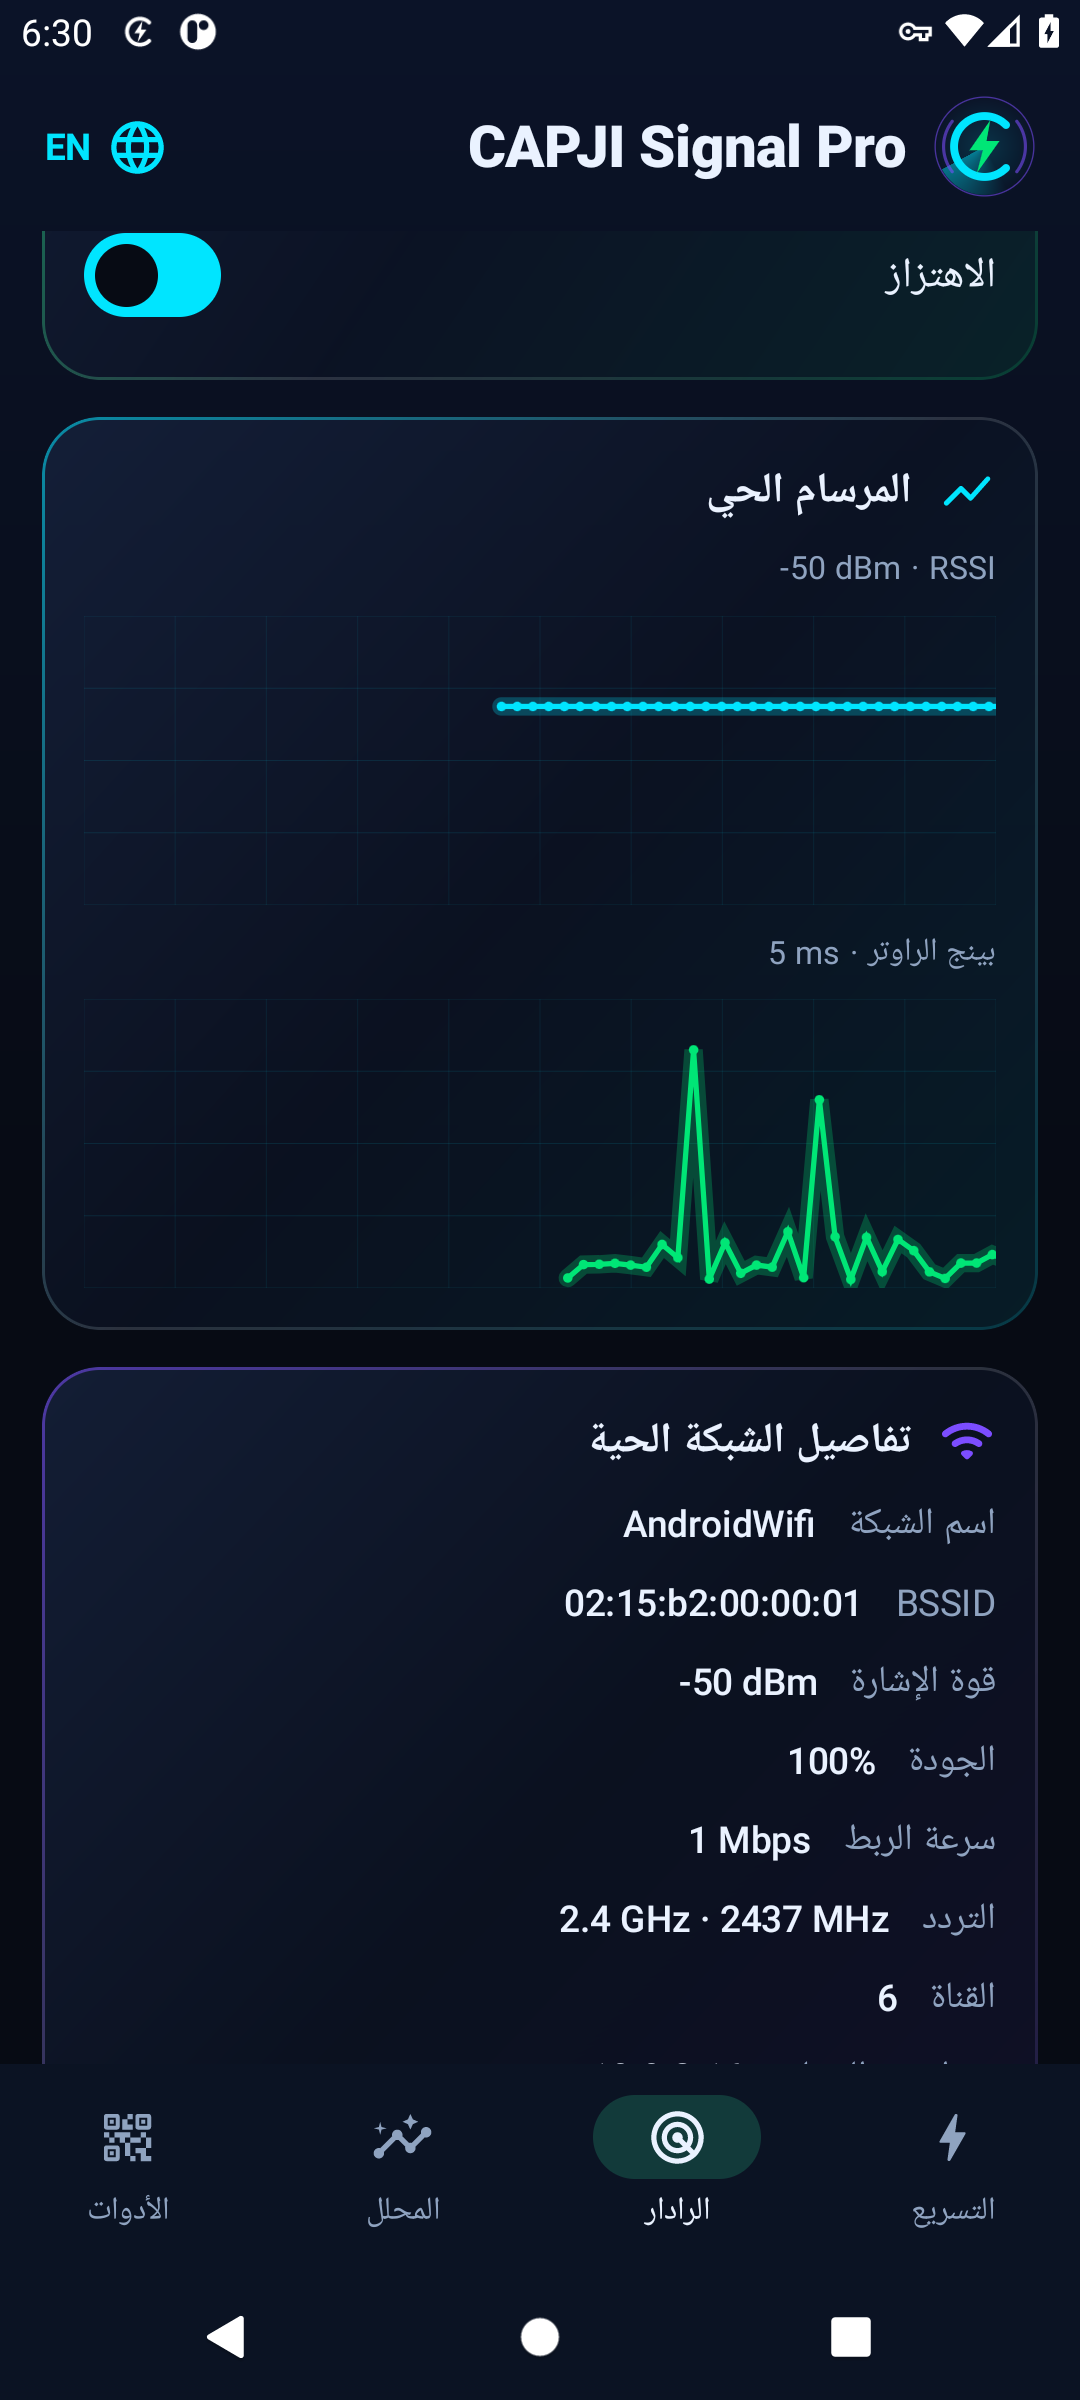 6:30
EN
CAPJI Signal Pro
الاهتزاز
المرسام الحي
-50 dBm · RSSI
بينج الراوتر · 5 ms
تفاصيل الشبكة الحية
اسم الشبكة AndroidWifi
BSSID 02:15:b2:00:00:01
قوة الإشارة -50 dBm
الجودة 100%
سرعة الربط 1 Mbps
التردد 2.4 GHz · 2437 MHz
القناة 6
التسريع
الرادار
المحلل
الأدوات